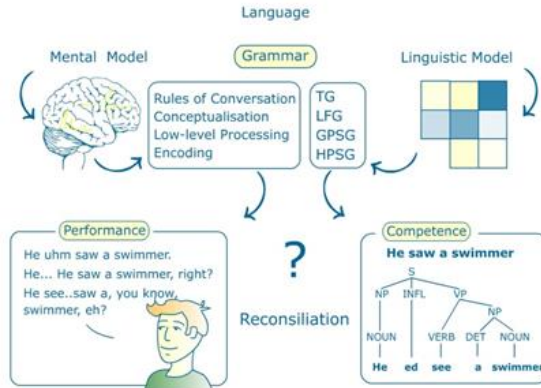 Language
Mental Model
Grammar
Linguistic Model
Rules of Conversation
Conceptualisation
Low-level Processing
Encoding
TG
LFG
GPSG
HPSG
Performance
He uhm saw a swimmer.
He... He saw a swimmer, right?
He see..saw a, you know,
swimmer, eh?
?
Reconsiliation
Competence
He saw a swimmer
S
NP INFL VP
NP
NOUN VERB DET NOUN
He ed see a swimmer